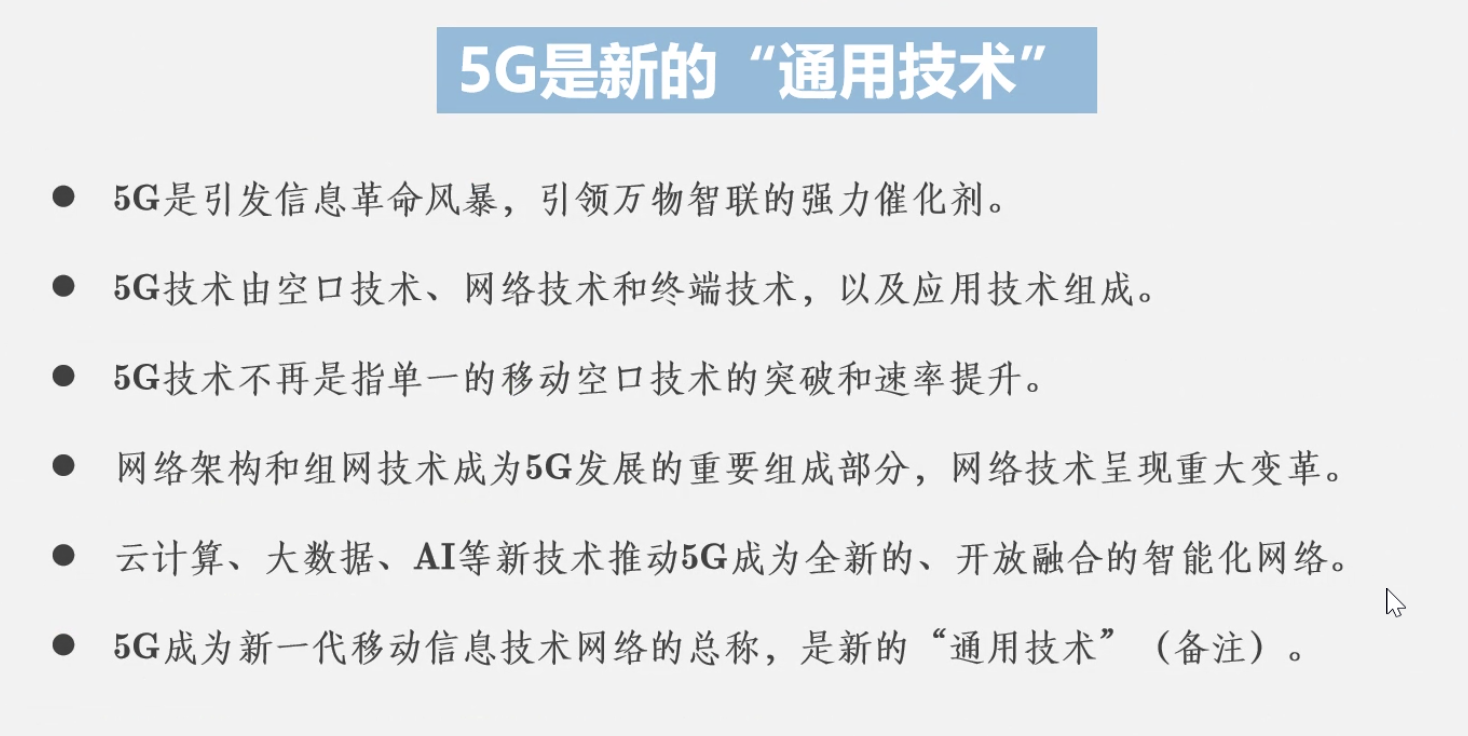 5G是新的“通用技术”
● 5G是引发信息革命风暴，引领万物智联的强力催化剂。
● 5G技术由空口技术、网络技术和终端技术，以及应用技术组成。
● 5G技术不再是指单一的移动空口技术的突破和速率提升。
● 网络架构和组网技术成为5G发展的重要组成部分，网络技术呈现重大变革。
● 云计算、大数据、AI等新技术推动5G成为全新的、开放融合的智能化网络。
● 5G成为新一代移动信息技术网络的总称，是新的“通用技术”（备注）。